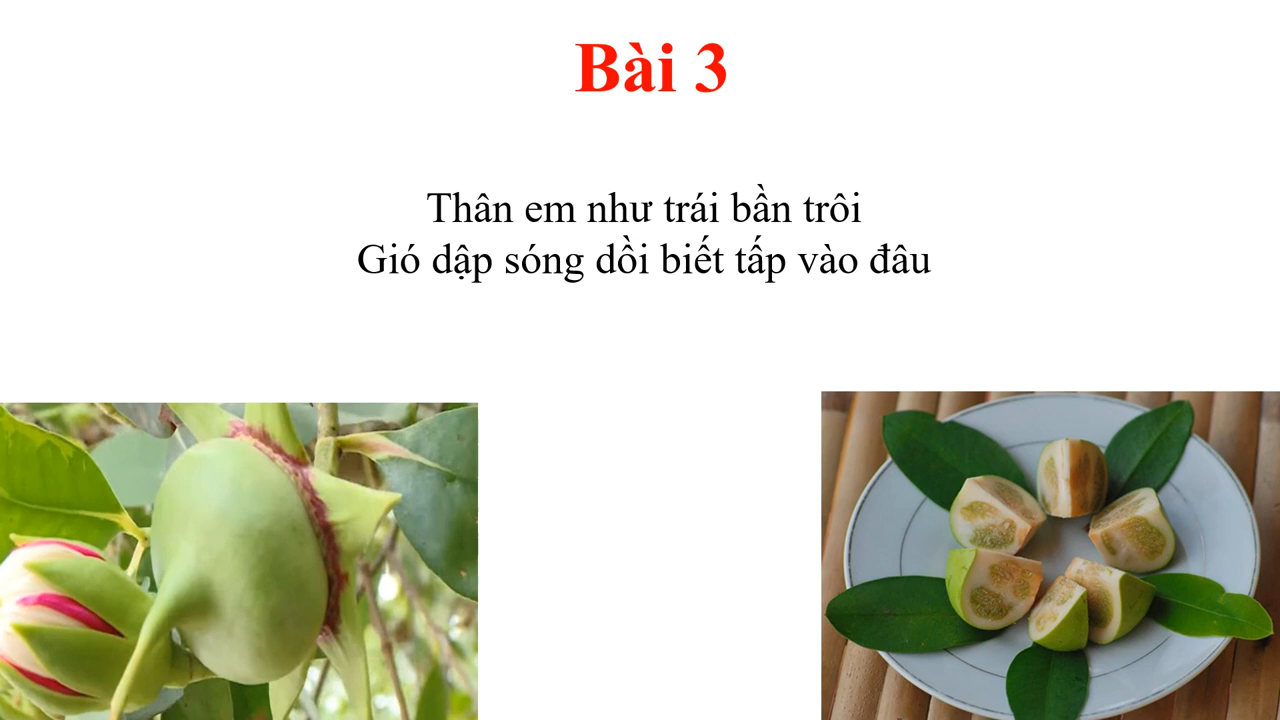 Bài 3
Thân em như trái bần trôi
Gió dập sóng dồi biết tấp vào đâu